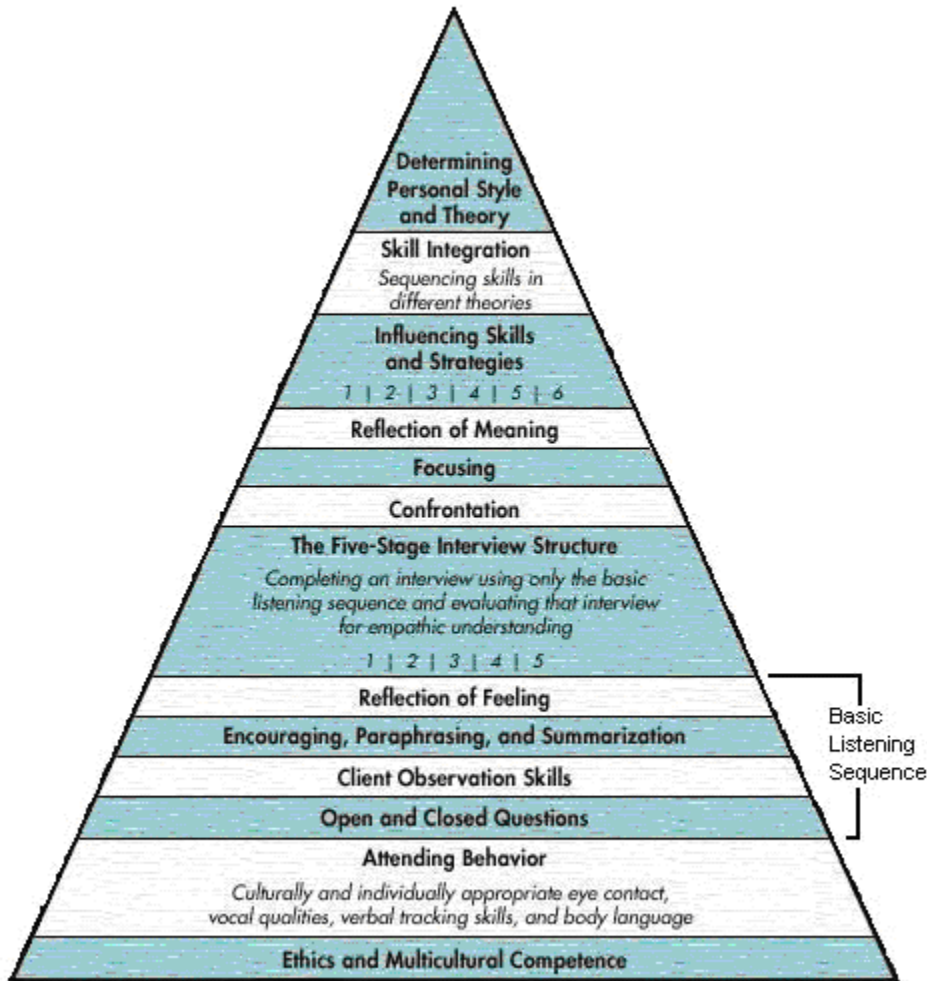 Determining
Personal Style
and Theory
Skill Integration
Sequencing skills in
different theories
Influencing Skills
and Strategies
1 | 2 | 3 | 4 | 5 | 6
Reflection of Meaning
Focusing
Confrontation
The Five-Stage Interview Structure
Completing an interview using only the basic
listening sequence and evaluating that interview
for empathic understanding
1 | 2 | 3 | 4 | 5
Reflection of Feeling
Encouraging, Paraphrasing, and Summarization
Client Observation Skills
Open and Closed Questions
Basic
Listening
Sequence
Attending Behavior
Culturally and individually appropriate eye contact,
vocal qualities, verbal tracking skills, and body language
Ethics and Multicultural Competence